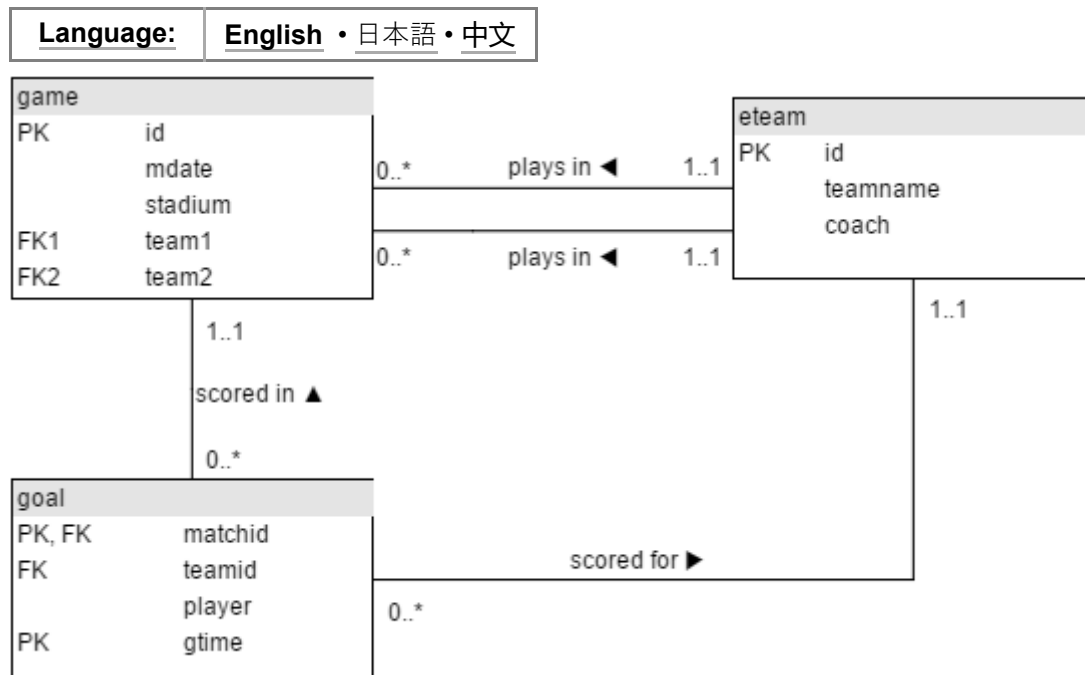 Language: English • 日本語 • 中文
game
PK id
mdate
stadium
FK1 team1
FK2 team2
eteam
PK id
teamname
coach
0..* plays in ◀ 1..1
0..* plays in ◀ 1..1
1..1
scored in ▲
0..*
1..1
goal
PK, FK matchid
FK teamid
player
PK gtime
scored for ▶
0..*